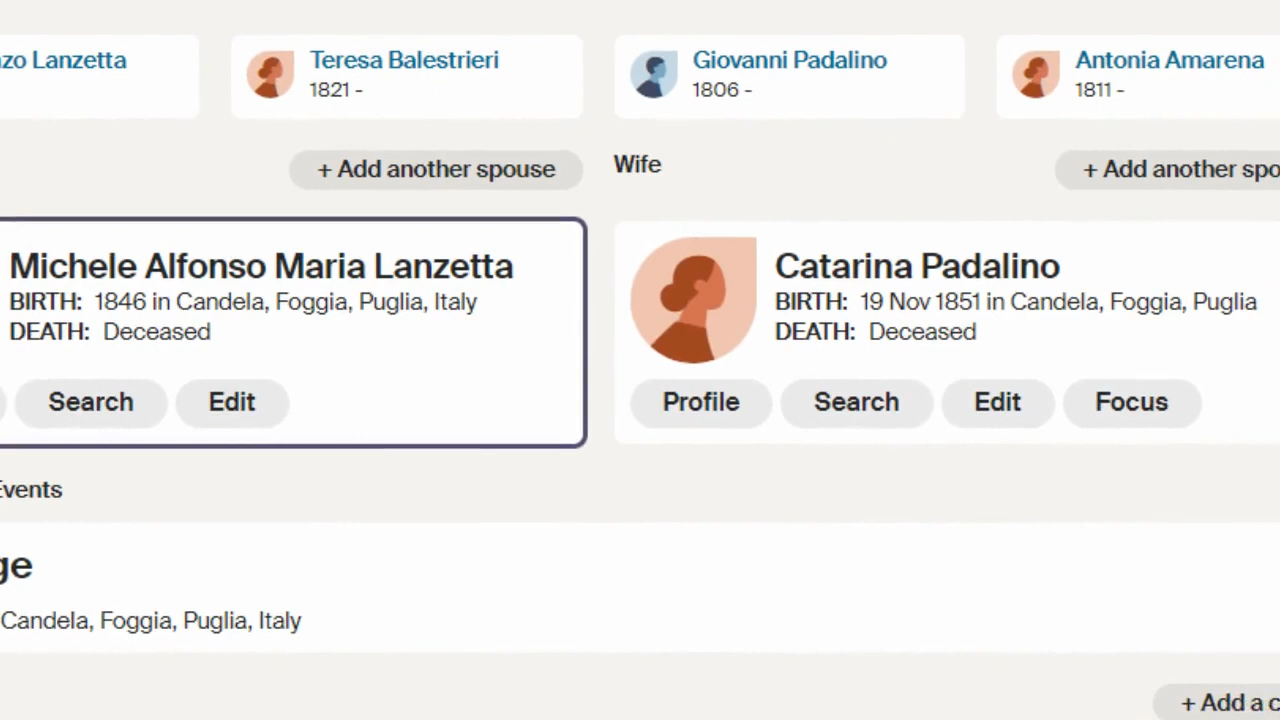 zo Lanzetta
Teresa Balestrieri
1821 -
Giovanni Padalino
1806 -
Antonia Amarena
1811 -
+ Add another spouse
Wife
+ Add another spo
Michele Alfonso Maria Lanzetta
BIRTH: 1846 in Candela, Foggia, Puglia, Italy
DEATH: Deceased
Search
Edit
Catarina Padalino
BIRTH: 19 Nov 1851 in Candela, Foggia, Puglia
DEATH: Deceased
Profile
Search
Edit
Focus
Events
ge
Candela, Foggia, Puglia, Italy
+ Add a c